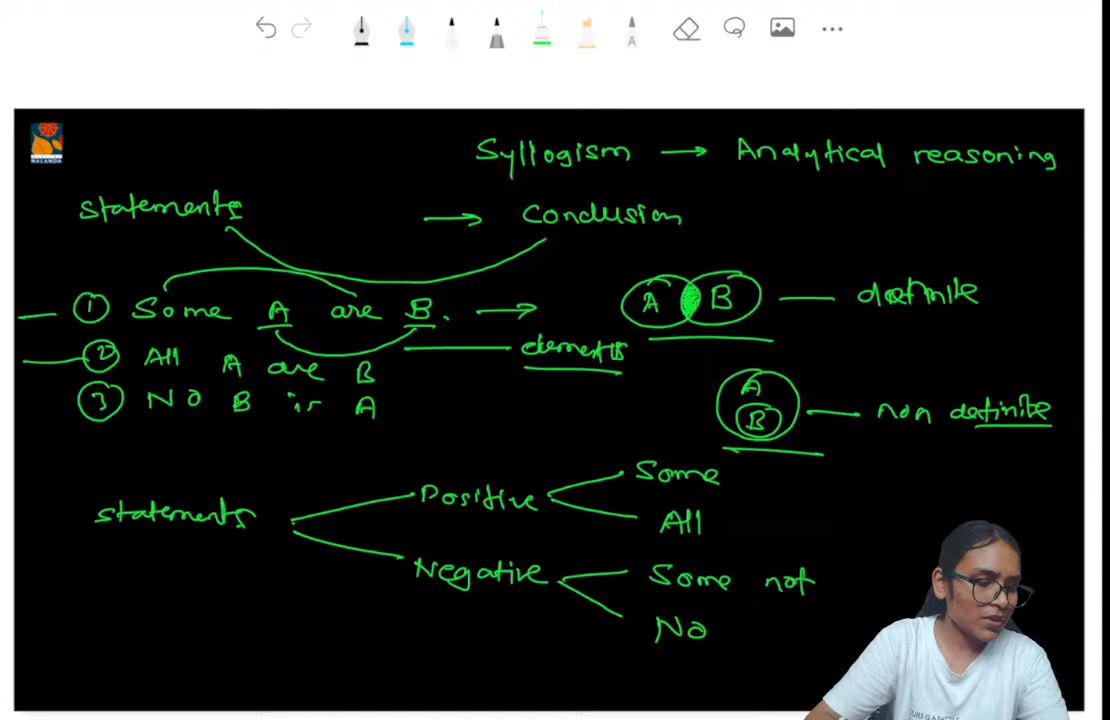 Syllogism → Analytical reasoning
Statements → Conclusion
① Some A are B. → A B — definite
② All A are B
elements
③ No B is A
A B — non definite
Statements
Positive
Some
All
Negative
Some not
No
NALANDA
A